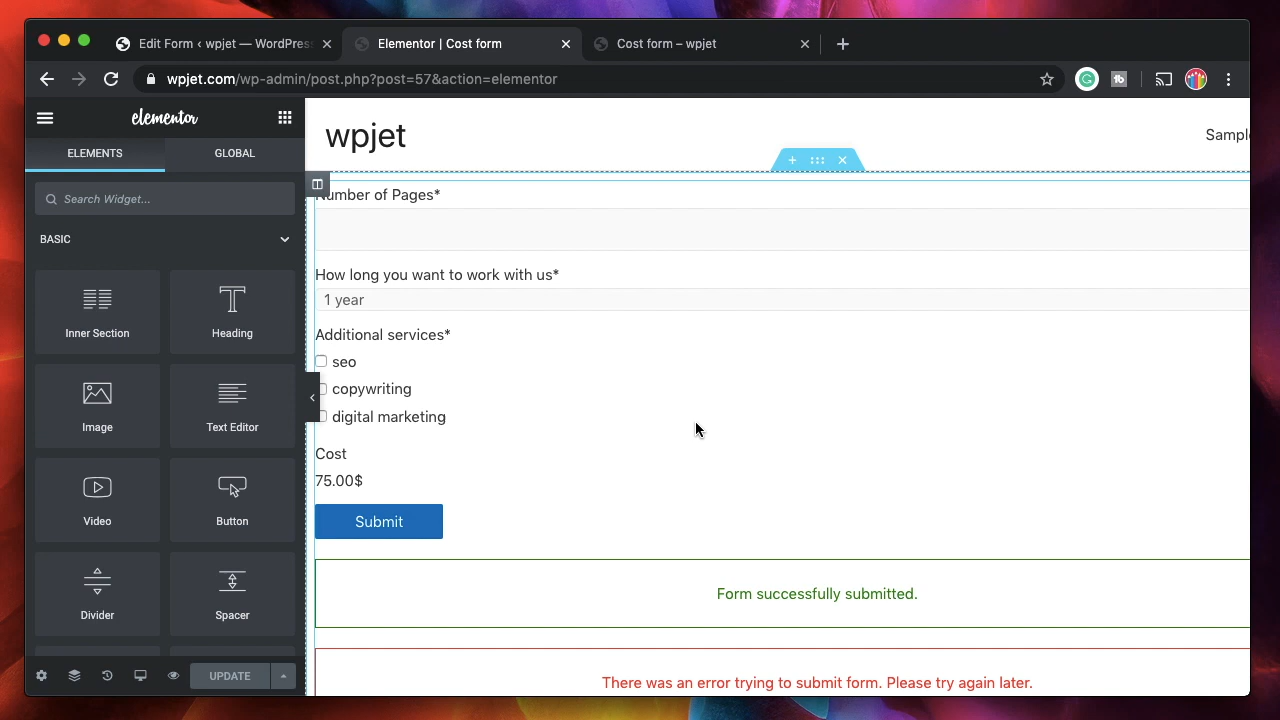 Edit Form ‹ wpjet — WordPres
Elementor | Cost form
Cost form – wpjet
wpjet.com/wp-admin/post.php?post=57&action=elementor
elementor
ELEMENTS
GLOBAL
Search Widget...
BASIC
Inner Section
Heading
Image
Text Editor
Video
Button
Divider
Spacer
UPDATE
wpjet
Sample
Number of Pages*
How long you want to work with us*
1 year
Additional services*
seo
copywriting
digital marketing
Cost
75.00$
Submit
Form successfully submitted.
There was an error trying to submit form. Please try again later.